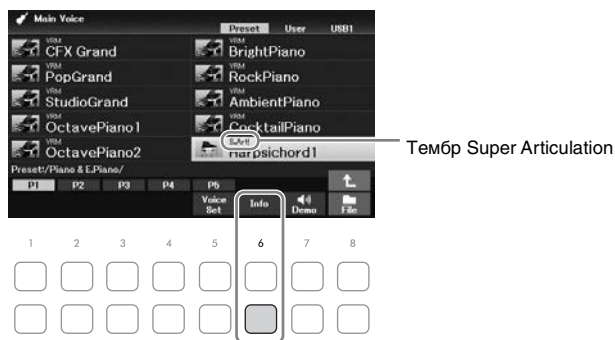 Main Voice
Preset User USB1
VRM VRM
CFX Grand BrightPiano
VRM VRM
PopGrand RockPiano
VRM VRM
StudioGrand AmbientPiano
VRM VRM
OctavePiano1 CocktailPiano
VRM S.Art!
OctavePiano2 Harpsichord1
Тембр Super Articulation
Preset:/Piano & E.Piano/
P1 P2 P3 P4 P5
Voice Set Info Demo File
1 2 3 4 5 6 7 8